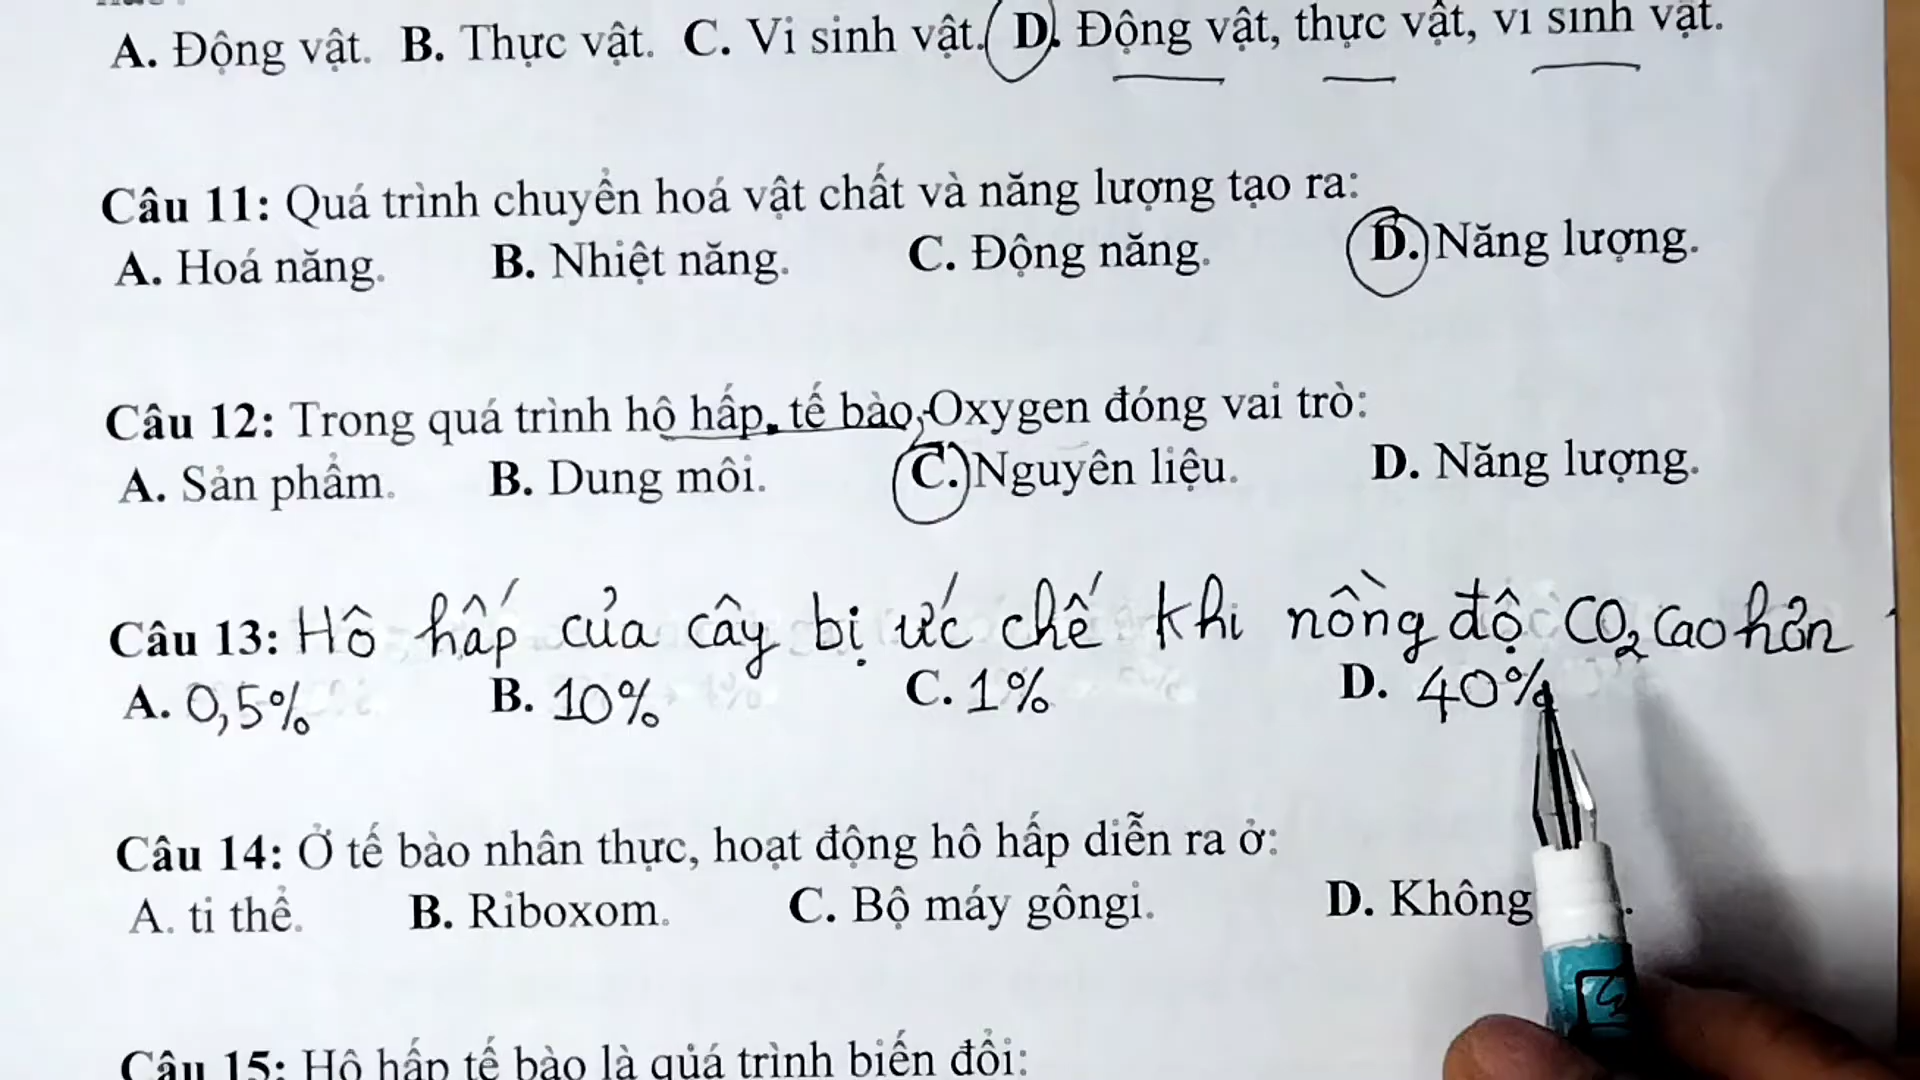 A. Động vật. B. Thực vật. C. Vi sinh vật. D. Động vật, thực vật, vi sinh vật.
Câu 11: Quá trình chuyển hoá vật chất và năng lượng tạo ra:
A. Hoá năng. B. Nhiệt năng. C. Động năng. D. Năng lượng.
Câu 12: Trong quá trình hô hấp, tế bào, Oxygen đóng vai trò:
A. Sản phẩm. B. Dung môi. C. Nguyên liệu. D. Năng lượng.
Câu 13: Hô hấp của cây bị ức chế khi nồng độ CO₂ cao hơn
A. 0,5% B. 10% C. 1% D. 40%
Câu 14: Ở tế bào nhân thực, hoạt động hô hấp diễn ra ở:
A. ti thể. B. Riboxom. C. Bộ máy gôngi. D. Không
Câu 15: Hô hấp tế bào là quá trình biến đổi: